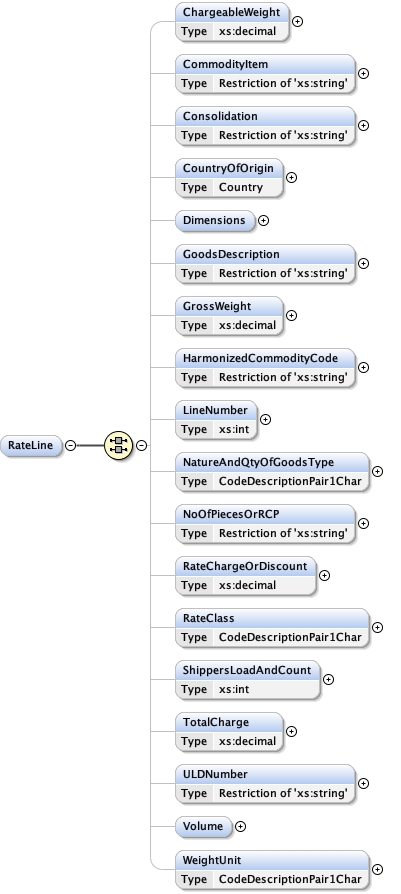 ChargeableWeight
Type xs:decimal
CommodityItem
Type Restriction of 'xs:string'
Consolidation
Type Restriction of 'xs:string'
CountryOfOrigin
Type Country
Dimensions
GoodsDescription
Type Restriction of 'xs:string'
GrossWeight
Type xs:decimal
HarmonizedCommodityCode
Type Restriction of 'xs:string'
LineNumber
Type xs:int
RateLine
NatureAndQtyOfGoodsType
Type CodeDescriptionPair1Char
NoOfPiecesOrRCP
Type Restriction of 'xs:string'
RateChargeOrDiscount
Type xs:decimal
RateClass
Type CodeDescriptionPair1Char
ShippersLoadAndCount
Type xs:int
TotalCharge
Type xs:decimal
ULDNumber
Type Restriction of 'xs:string'
Volume
WeightUnit
Type CodeDescriptionPair1Char